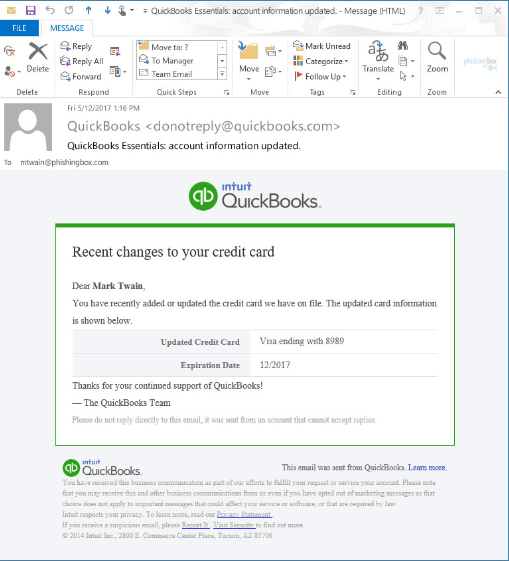 QuickBooks Essentials: account information updated. - Message (HTML)
FILE MESSAGE
Delete
Reply
Reply All
Forward
Move to: ?
To Manager
Team Email
Move
Mark Unread
Categorize
Follow Up
Translate
Zoom
phishingbox
Delete Respond Quick Steps Move Tags Editing Zoom
Fri 5/12/2017 1:16 PM
QuickBooks <donotreply@quickbooks.com>
QuickBooks Essentials: account information updated.
To mtwain@phishingbox.com
qb intuit QuickBooks.
Recent changes to your credit card
Dear Mark Twain,
You have recently added or updated the credit card we have on file. The updated card information
is shown below.
Updated Credit Card Visa ending with 8989
Expiration Date 12/2017
Thanks for your continued support of QuickBooks!
— The QuickBooks Team
Please do not reply directly to this email, it was sent from an account that cannot accept replies.
qb intuit QuickBooks.
This email was sent from QuickBooks. Learn more.
You have received this business communication as part of our efforts to fulfill your request or service your account. Please note
that you may receive this and other business communications from us even if you have opted out of marketing messages as that
choice does not apply to important messages that could affect your service or software, or that are required by law.
Intuit respects your privacy. To learn more, read our Privacy Statement.
If you receive a suspicious email, please Report It. Visit Security to find out more.
© 2014 Intuit Inc., 2800 E. Commerce Center Place, Tucson, AZ 85706